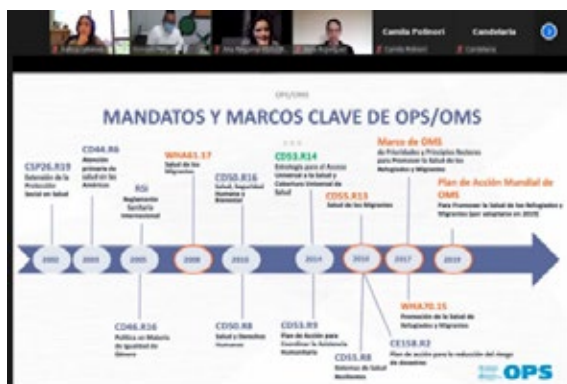 Camila Polinori
Candelaria
Camila Polinori
Candelaria
OPS/OMS
MANDATOS Y MARCOS CLAVE DE OPS/OMS
CSP26.R19
Extensión de la
Protección
Social en Salud
CD44.R6
Atención
primaria de
salud en las
Américas
RSI
Reglamento
Sanitario
Internacional
WHA61.17
Salud de los
Migrantes
CD50.R16
Salud, Seguridad
Humana y
Bienestar
CD53.R14
Estrategia para el Acceso
Universal a la Salud y
Cobertura Universal de
Salud
CD55.R13
Salud de los Migrantes
Marco de OMS
de Prioridades y Principios Rectores
para Promover la Salud de los
Refugiados y Migrantes
Plan de Acción Mundial de
OMS
Para Promover la Salud de los Refugiados y
Migrantes (por adoptarse en 2019)
2002
2003
2005
2008
2010
2014
2016
2017
2019
CD46.R16
Política en Materia
de Igualdad de
Género
CD50.R8
Salud y Derechos
Humanos
CD53.R9
Plan de Acción para
Coordinar la Asistencia
Humanitaria
CD55.R8
Sistemas de Salud
Resilientes
WHA70.15
Promoción de la Salud de
Refugiados y Migrantes
CE158.R2
Plan de acción para la reducción del riesgo
de desastres
OPS